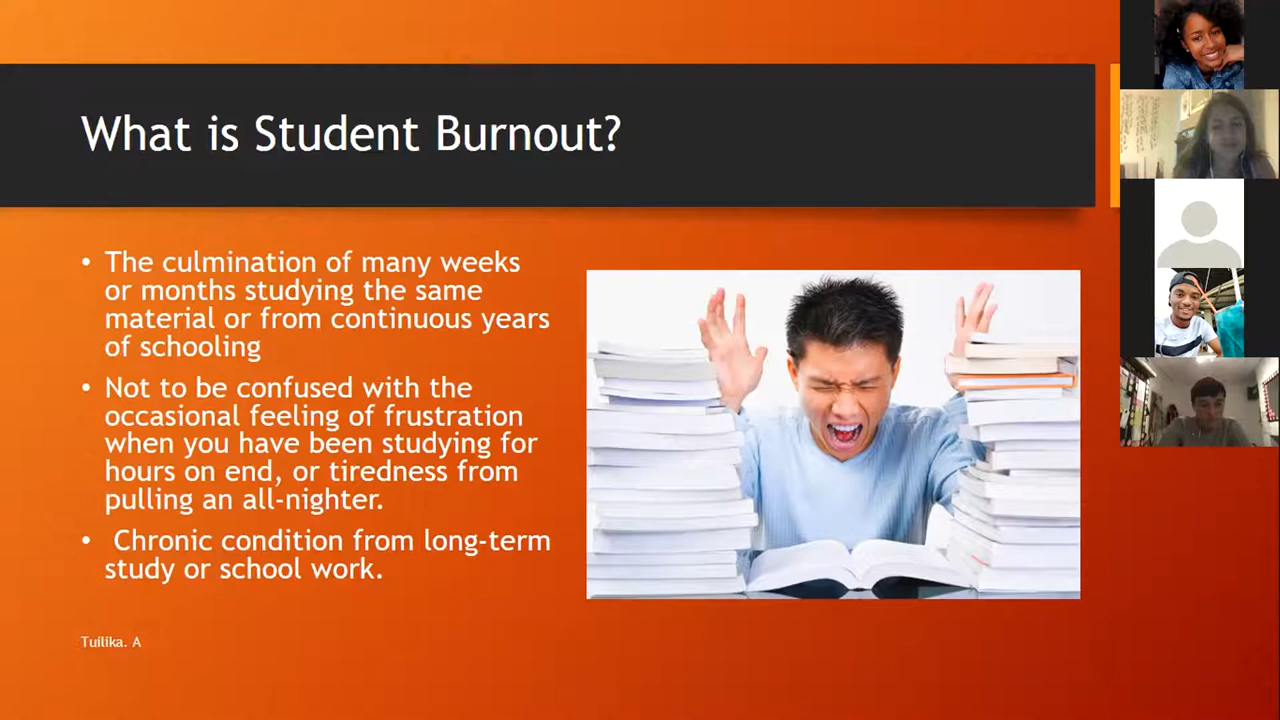 What is Student Burnout?
• The culmination of many weeks
or months studying the same
material or from continuous years
of schooling
• Not to be confused with the
occasional feeling of frustration
when you have been studying for
hours on end, or tiredness from
pulling an all-nighter.
• Chronic condition from long-term
study or school work.
Tuilika. A